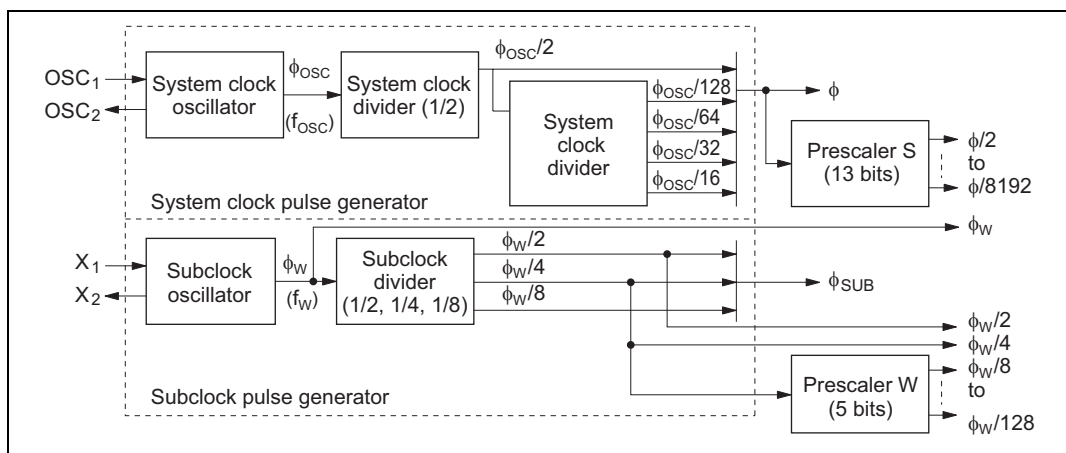 OSC₁
OSC₂
System clock
oscillator
ϕOSC
(fOSC)
System clock
divider (1/2)
ϕOSC/2
System
clock
divider
ϕOSC/128
ϕOSC/64
ϕOSC/32
ϕOSC/16
ϕ
Prescaler S
(13 bits)
ϕ/2
to
ϕ/8192
System clock pulse generator
X₁
X₂
Subclock
oscillator
ϕW
(fW)
Subclock
divider
(1/2, 1/4, 1/8)
ϕW/2
ϕW/4
ϕW/8
ϕW
ϕSUB
ϕW/2
ϕW/4
Prescaler W
(5 bits)
ϕW/8
to
ϕW/128
Subclock pulse generator